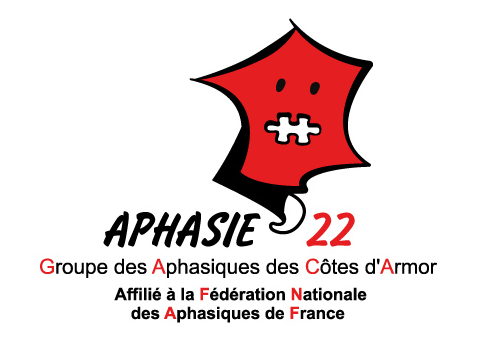 APHASIE 22
Groupe des Aphasiques des Côtes d'Armor
Affilié à la Fédération Nationale
des Aphasiques de France